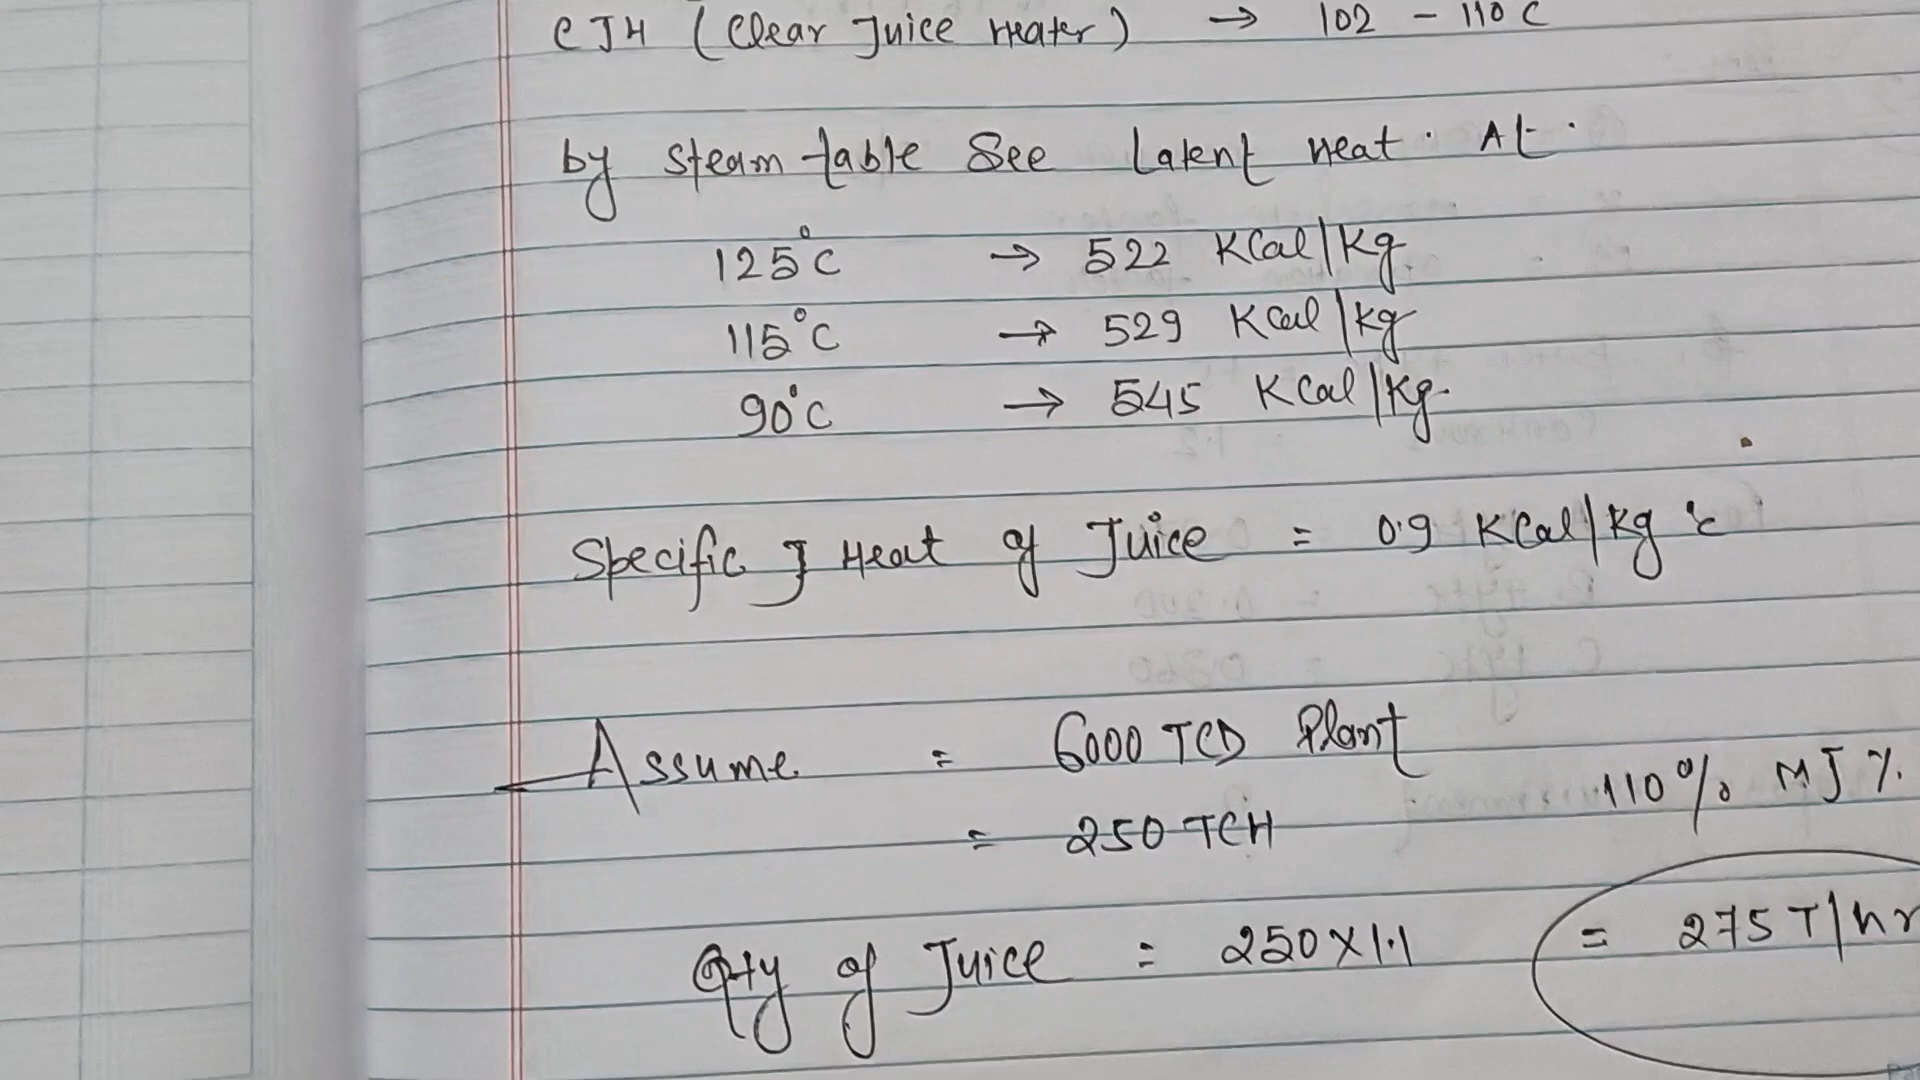 CJH (Clear Juice Heater) → 102 - 110 C
by steam table See Latent Heat At
125°C → 522 KCal/Kg.
115°C → 529 KCal/Kg
90°C → 545 KCal/Kg.
Specific Heat of Juice = 0.9 KCal/Kg °C
Assume = 6000 TCD Plant
110% MJ %
= 250 TCH
Qty of Juice = 250×1.1 = 275 T/hr